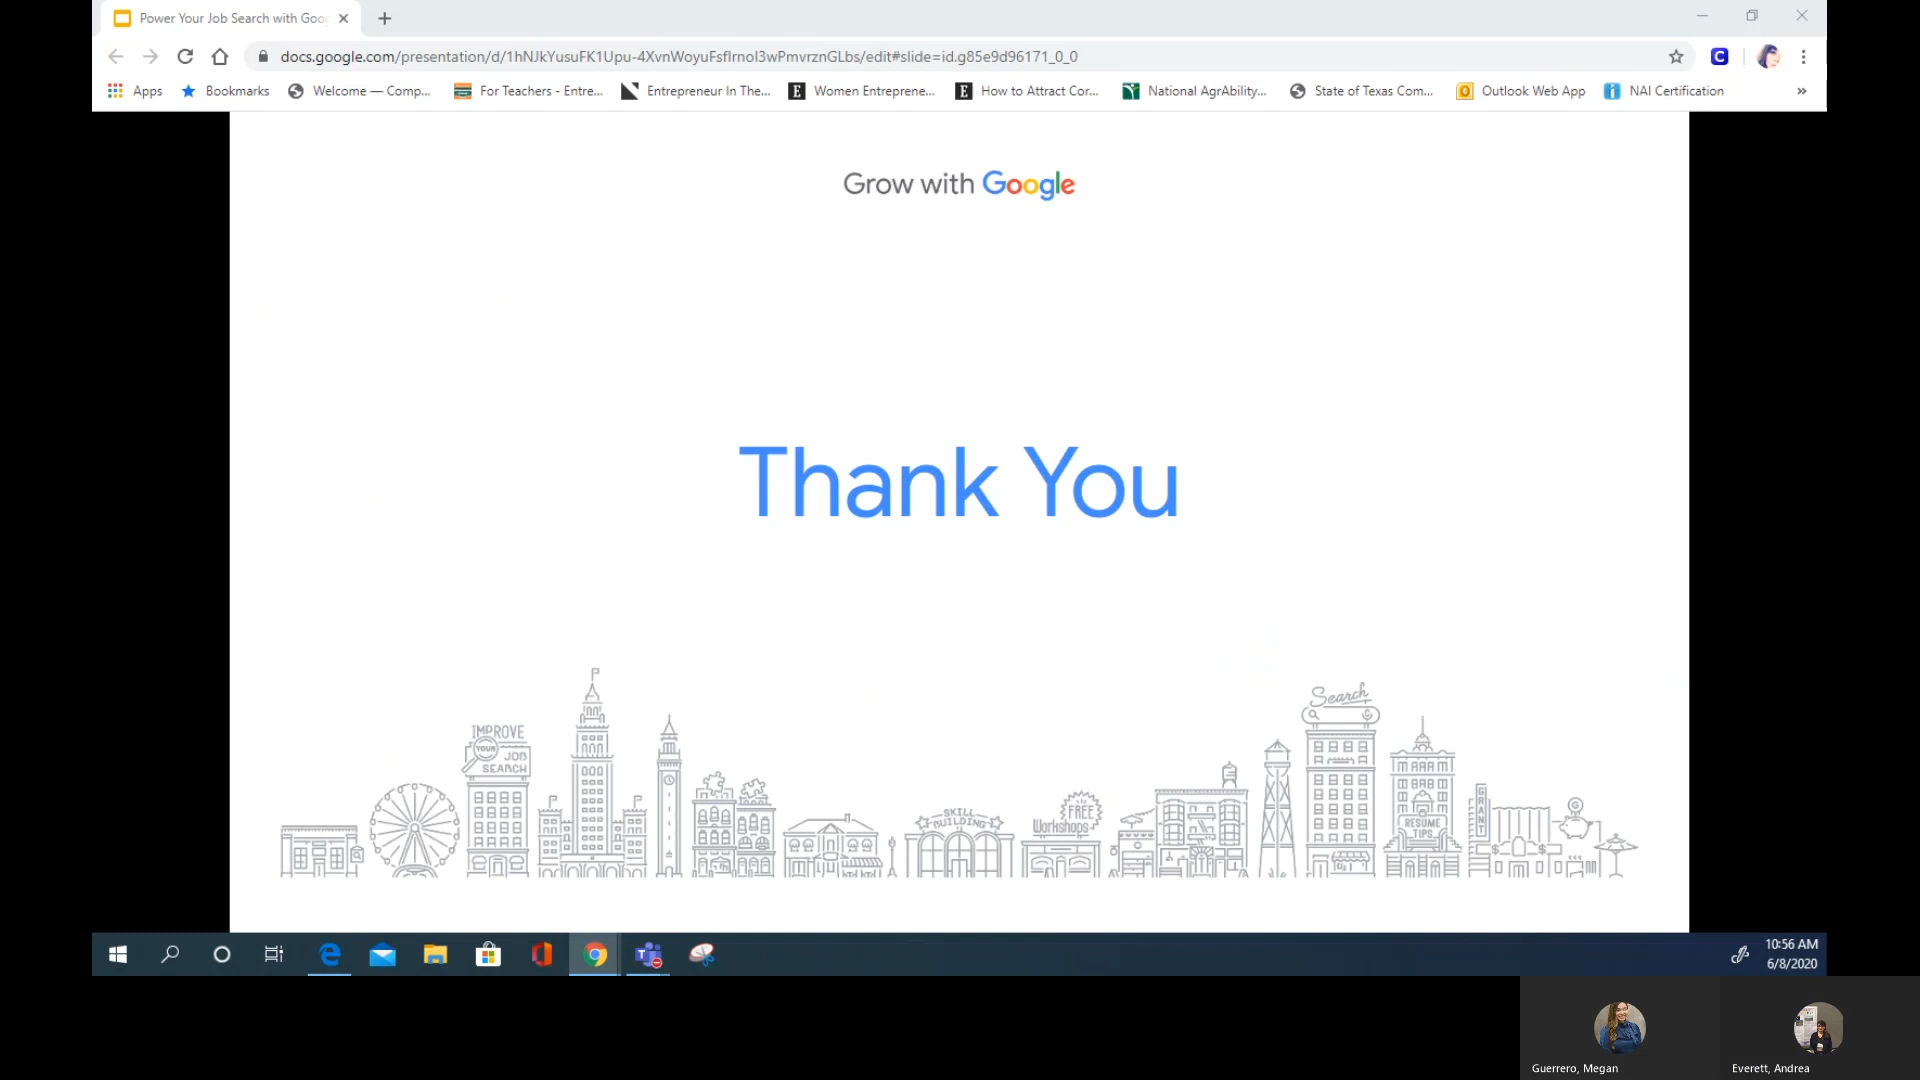 Power Your Job Search with Goo
docs.google.com/presentation/d/1hNJkYusuFK1Upu-4XvnWoyuFsflrnoI3wPmvrznGLbs/edit#slide=id.g85e9d96171_0_0
Apps Bookmarks Welcome — Comp... For Teachers - Entre... Entrepreneur In The... Women Entreprene... How to Attract Cor... National AgrAbility... State of Texas Com... Outlook Web App NAI Certification
Grow with Google
Thank You
Search
IMPROVE
YOUR JOB
SEARCH
SKILL
BUILDING
FREE
Workshops
GRANT
RESUME
TIPS
10:56 AM
6/8/2020
Guerrero, Megan
Everett, Andrea